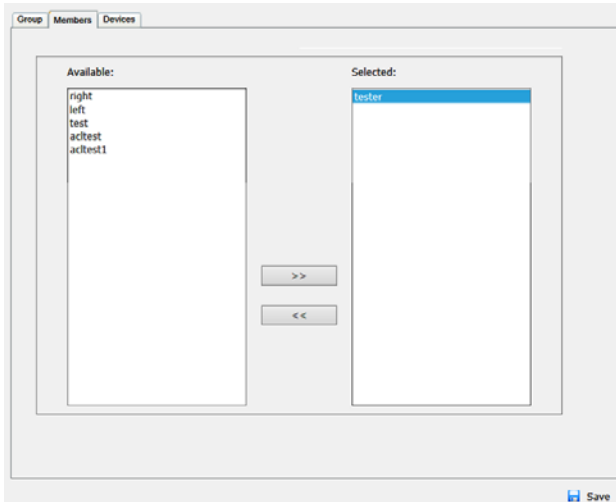 Group Members Devices
Available: Selected:
right tester
left
test
acltest
acltest1
>>
<<
Save